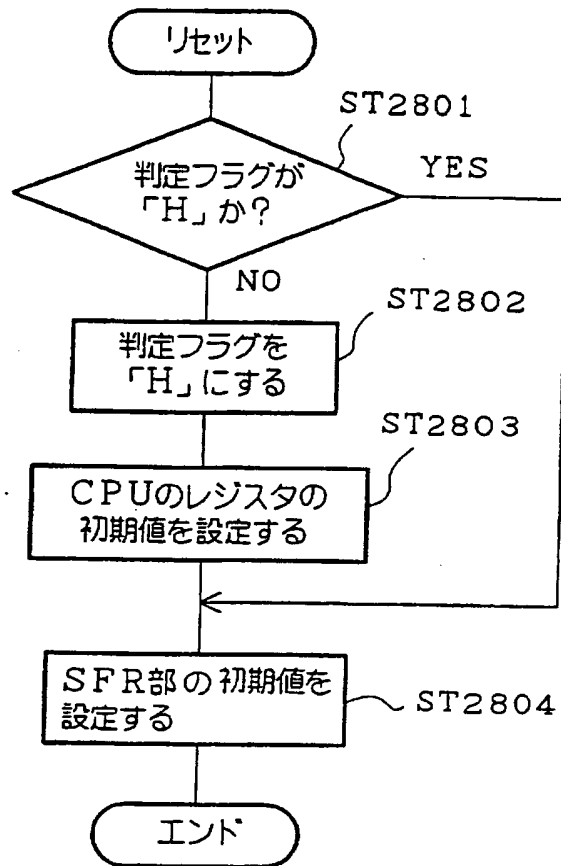 リセット
ST2801
判定フラグが
「H」か?
YES
NO
ST2802
判定フラグを
「H」にする
ST2803
CPUのレジスタの
初期値を設定する
SFR部の初期値を
設定する
ST2804
エンド